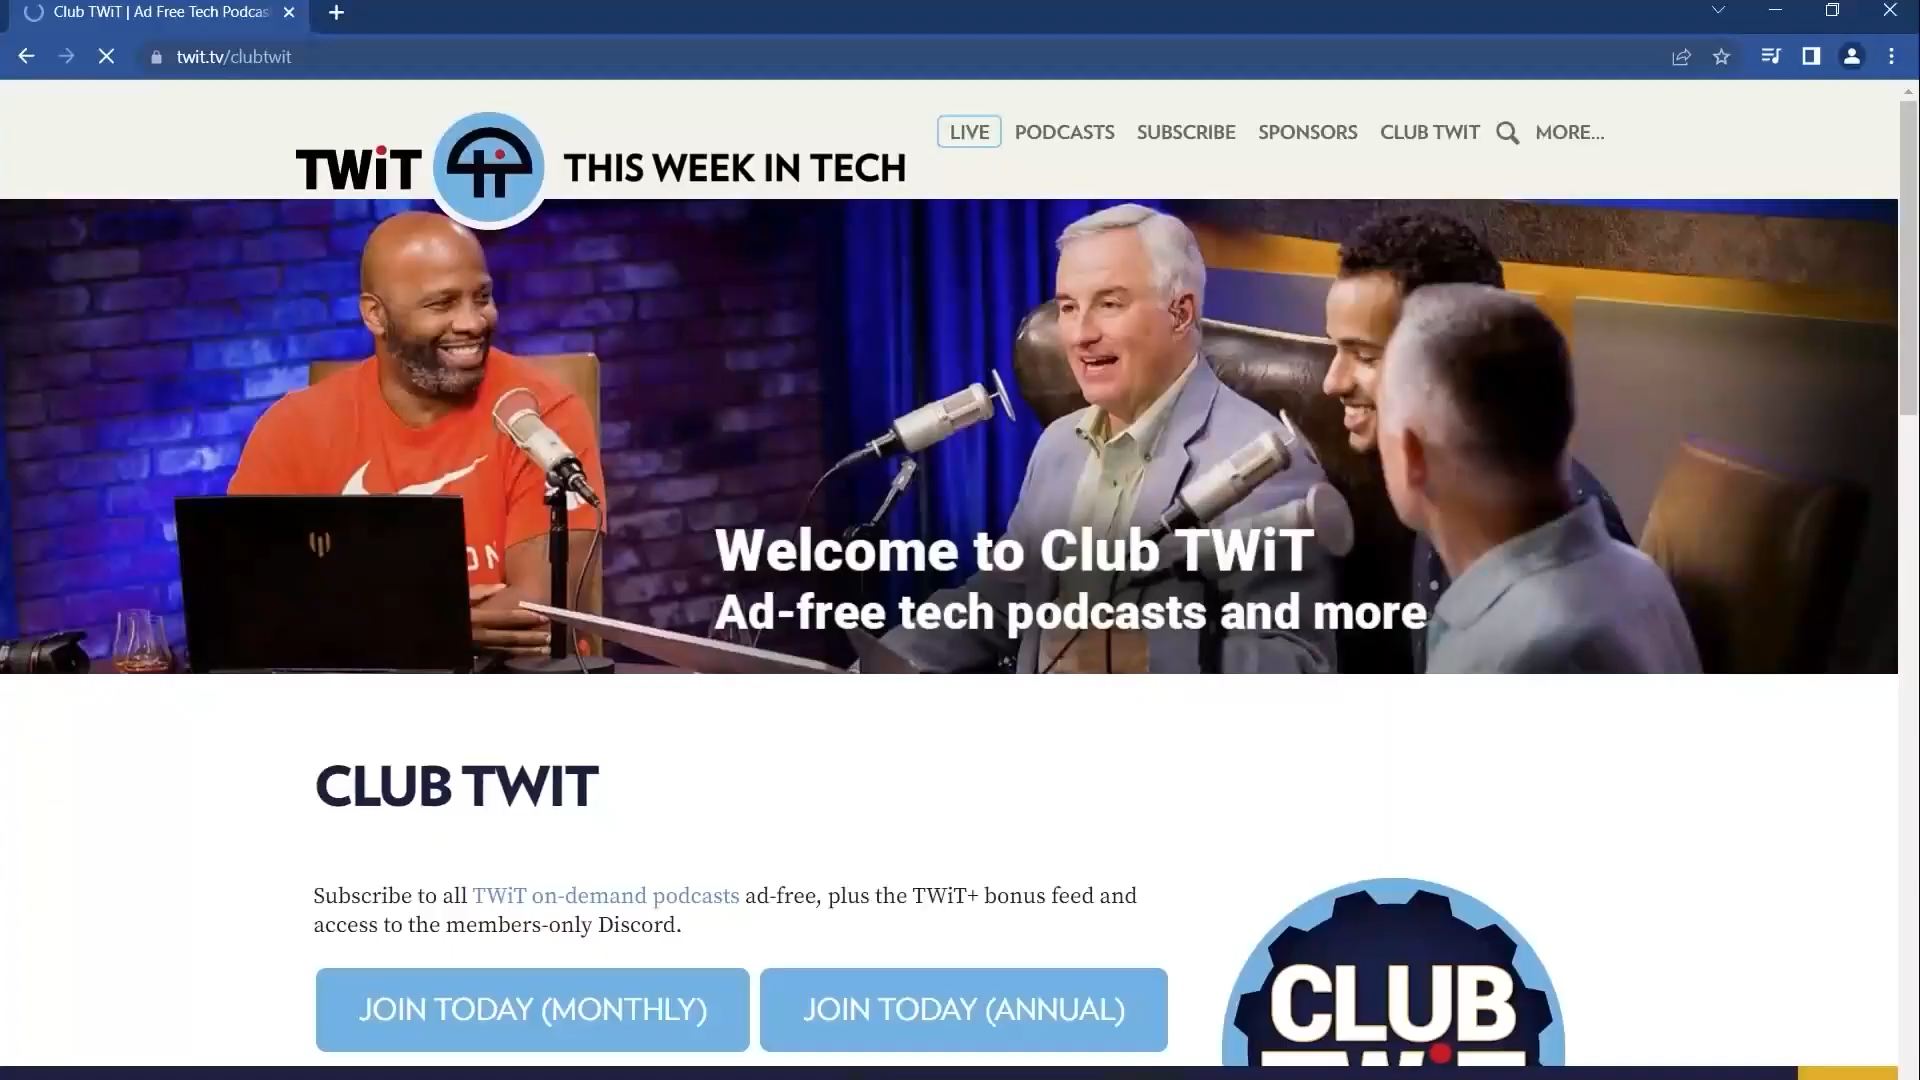 Club TWiT | Ad Free Tech Podcas
twit.tv/clubtwit
LIVE PODCASTS SUBSCRIBE SPONSORS CLUB TWIT MORE...
TWiT THIS WEEK IN TECH
Welcome to Club TWiT
Ad-free tech podcasts and more
CLUB TWIT
Subscribe to all TWiT on-demand podcasts ad-free, plus the TWiT+ bonus feed and
access to the members-only Discord.
JOIN TODAY (MONTHLY) JOIN TODAY (ANNUAL)
CLUB
TWiT